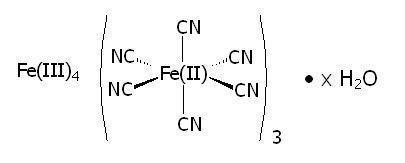 CN
NC CN
Fe(III)₄ Fe(II) • x H₂O
NC CN
CN
3